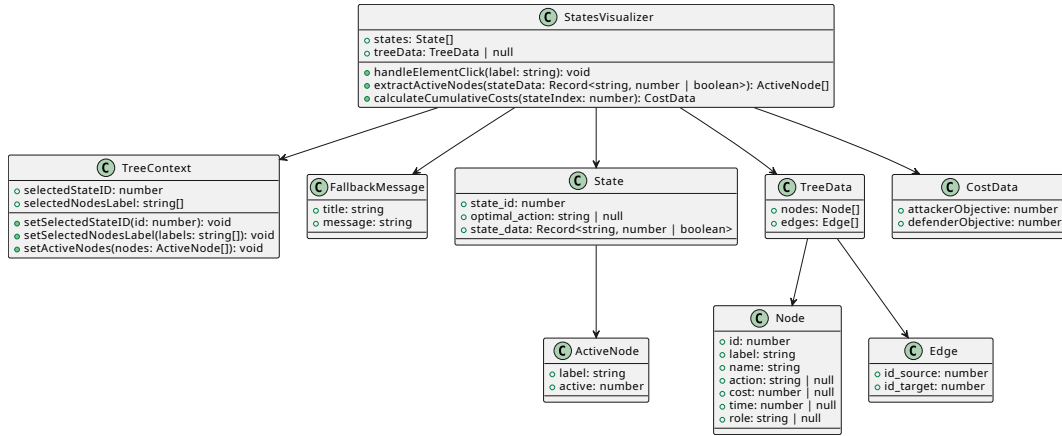 C StatesVisualizer
states: State[]
treeData: TreeData | null
handleElementClick(label: string): void
extractActiveNodes(stateData: Record<string, number | boolean>): ActiveNode[]
calculateCumulativeCosts(stateIndex: number): CostData
C TreeContext
selectedStateID: number
selectedNodesLabel: string[]
setSelectedStateID(id: number): void
setSelectedNodesLabel(labels: string[]): void
setActiveNodes(nodes: ActiveNode[]): void
C FallbackMessage
title: string
message: string
C State
state_id: number
optimal_action: string | null
state_data: Record<string, number | boolean>
C TreeData
nodes: Node[]
edges: Edge[]
C CostData
attackerObjective: number
defenderObjective: number
C ActiveNode
label: string
active: number
C Node
id: number
label: string
name: string
action: string | null
cost: number | null
time: number | null
role: string | null
C Edge
id_source: number
id_target: number